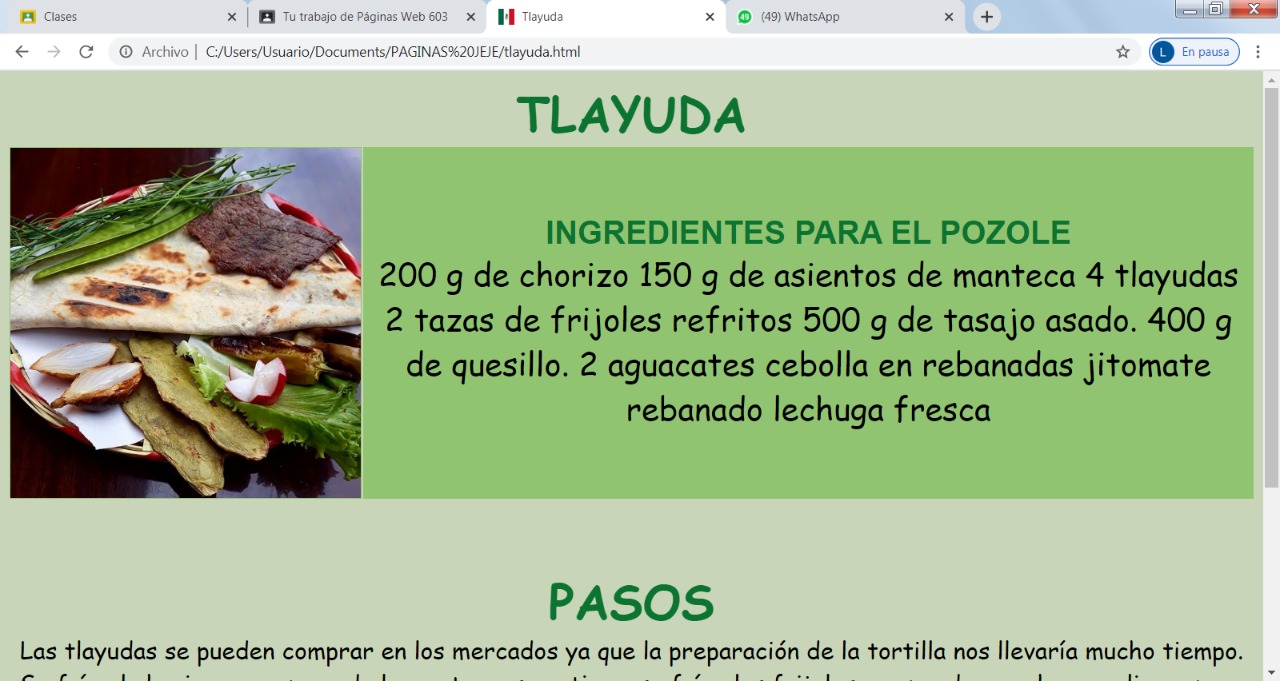 Clases
Tu trabajo de Páginas Web 603
Tlayuda
49
(49) WhatsApp
Archivo | C:/Users/Usuario/Documents/PAGINAS%20JEJE/tlayuda.html
L
En pausa
TLAYUDA
INGREDIENTES PARA EL POZOLE
200 g de chorizo 150 g de asientos de manteca 4 tlayudas
2 tazas de frijoles refritos 500 g de tasajo asado. 400 g
de quesillo. 2 aguacates cebolla en rebanadas jitomate
rebanado lechuga fresca
PASOS
Las tlayudas se pueden comprar en los mercados ya que la preparación de la tortilla nos llevaría mucho tiempo.